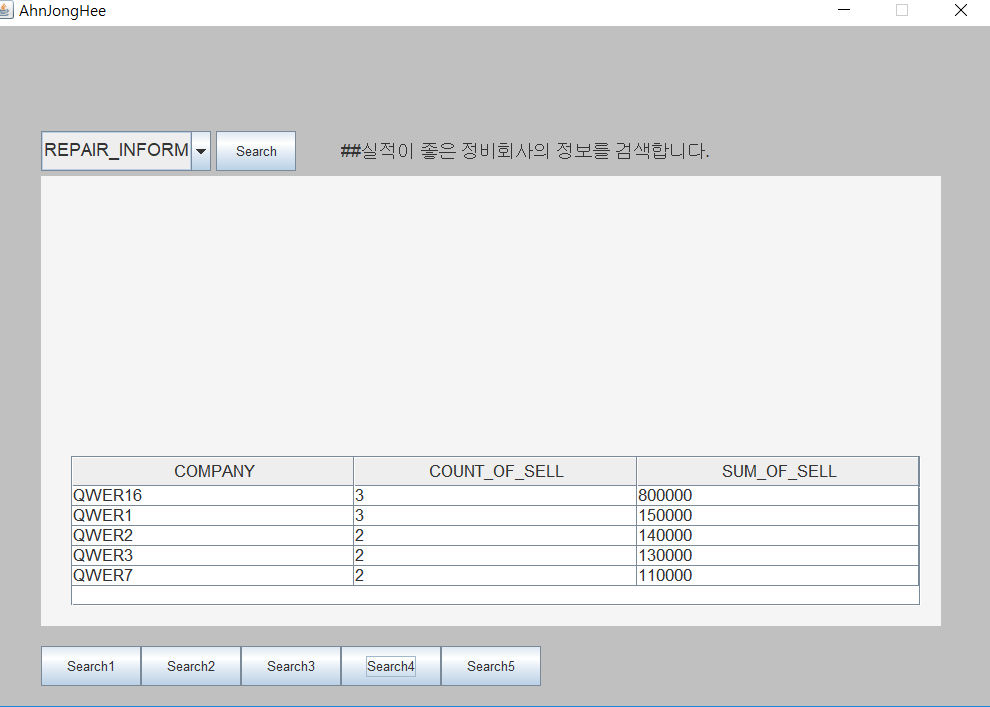 AhnJongHee
REPAIR_INFORM Search ##실적이 좋은 정비회사의 정보를 검색합니다.
COMPANY COUNT_OF_SELL SUM_OF_SELL
QWER16 3 800000
QWER1 3 150000
QWER2 2 140000
QWER3 2 130000
QWER7 2 110000
Search1 Search2 Search3 Search4 Search5